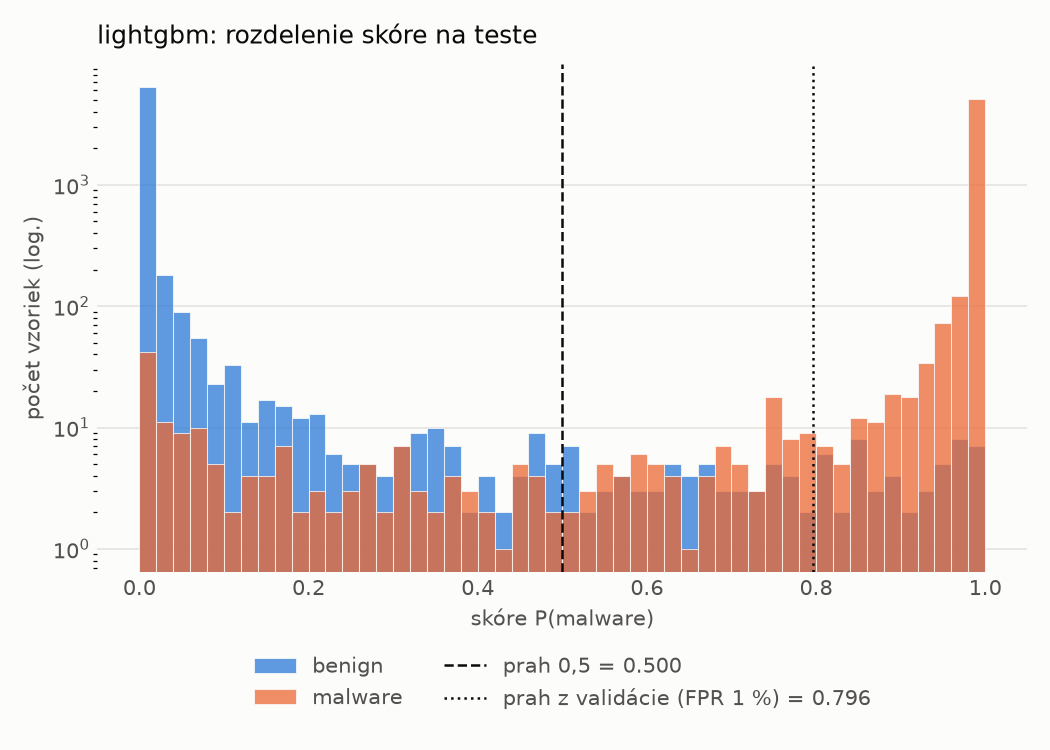 lightgbm: rozdelenie skóre na teste
počet vzoriek (log.)
10³
10²
10¹
10⁰
0.0 0.2 0.4 0.6 0.8 1.0
skóre P(malware)
benign
malware
prah 0,5 = 0.500
prah z validácie (FPR 1 %) = 0.796